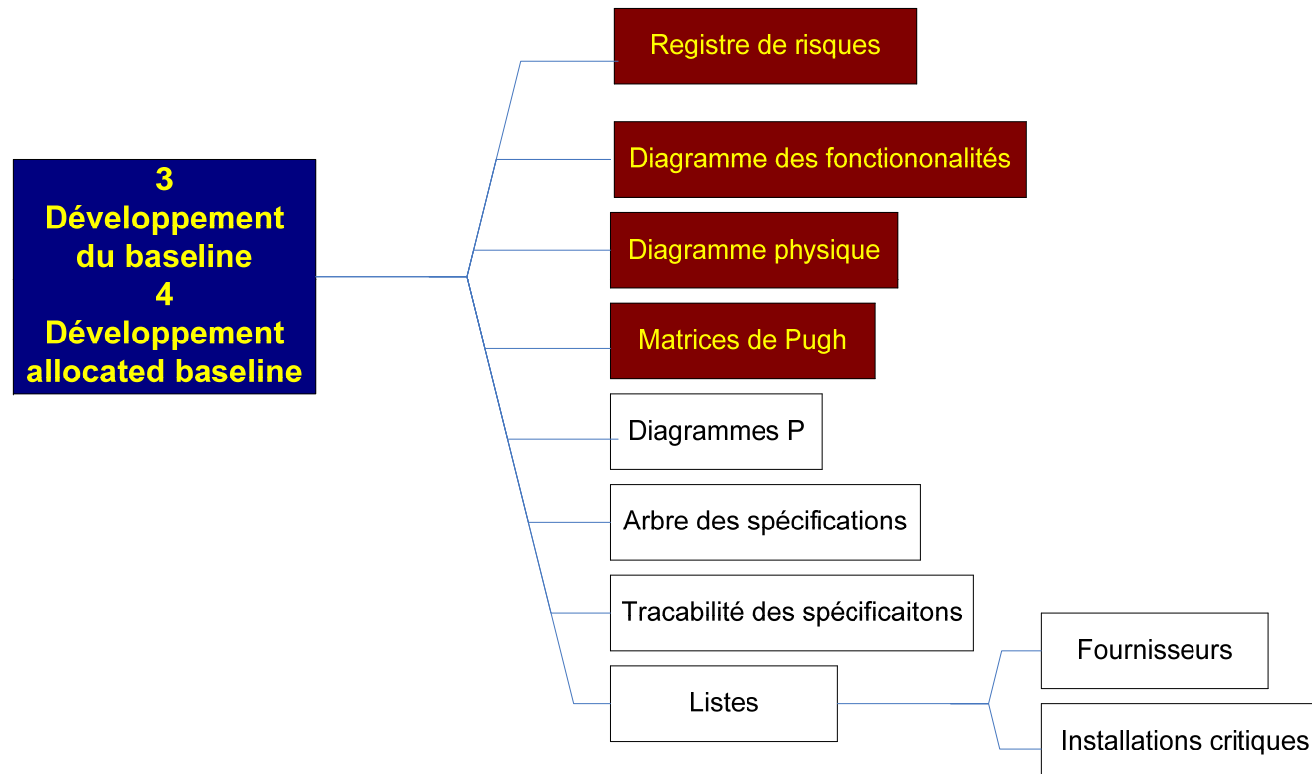 3
Développement
du baseline
4
Développement
allocated baseline
Registre de risques
Diagramme des fonctiononalités
Diagramme physique
Matrices de Pugh
Diagrammes P
Arbre des spécifications
Tracabilité des spécificaitons
Listes
Fournisseurs
Installations critiques